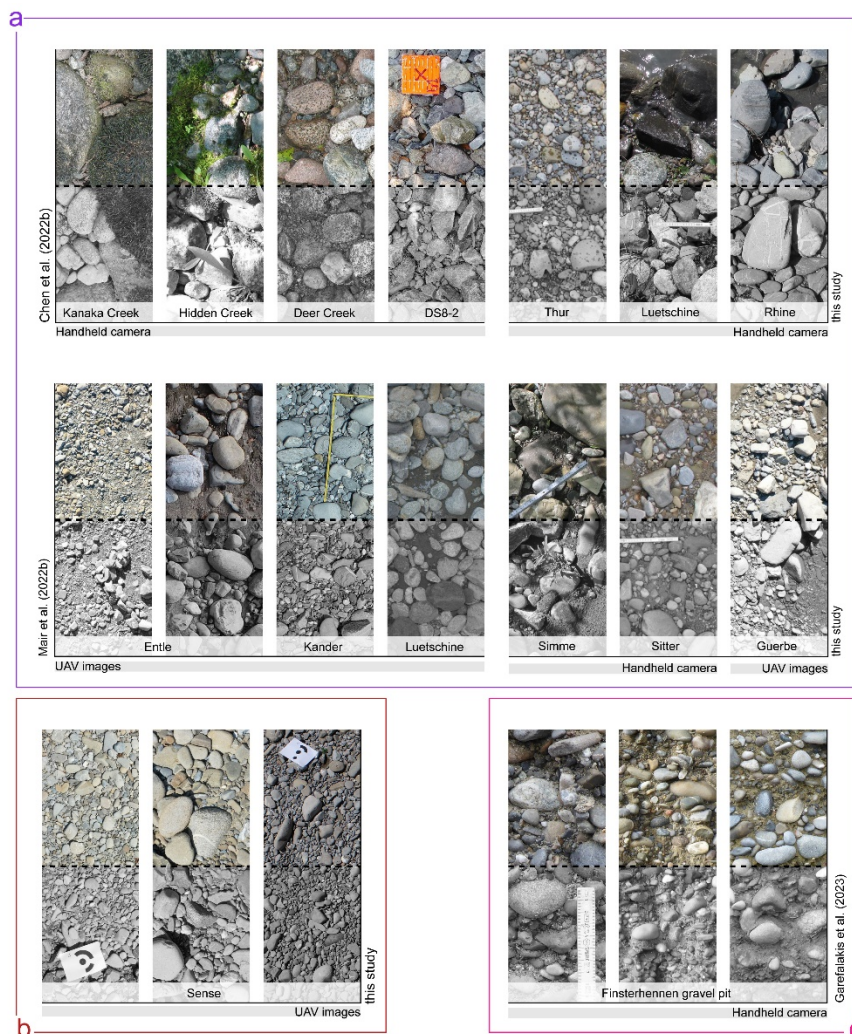 a
Chen et al. (2022b)
Kanaka Creek
Hidden Creek
Deer Creek
DS8-2
Thur
Luetschine
Rhine
this study
Handheld camera
Handheld camera
Mair et al. (2022b)
Entle
Kander
Luetschine
Simme
Sitter
Guerbe
this study
UAV images
Handheld camera
UAV images
Sense
this study
UAV images
b
Finsterhennen gravel pit
Garefalakis et al. (2023)
Handheld camera